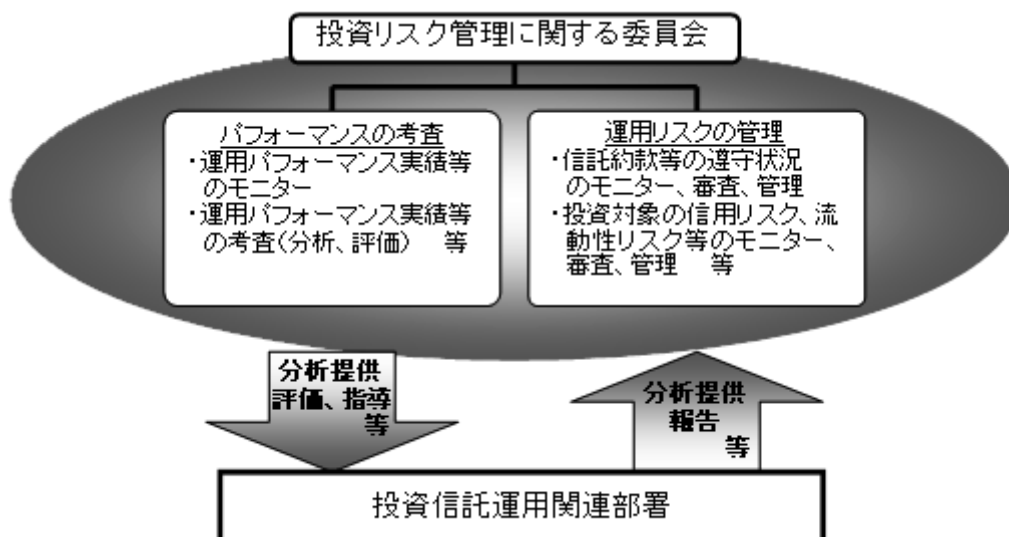 投資リスク管理に関する委員会
パフォーマンスの考査
・運用パフォーマンス実績等
のモニター
・運用パフォーマンス実績等
の考査(分析、評価) 等
運用リスクの管理
・信託約款等の遵守状況
のモニター、審査、管理
・投資対象の信用リスク、流
動性リスク等のモニター、
審査、管理 等
分析提供
評価、指導
等
分析提供
報告
等
投資信託運用関連部署